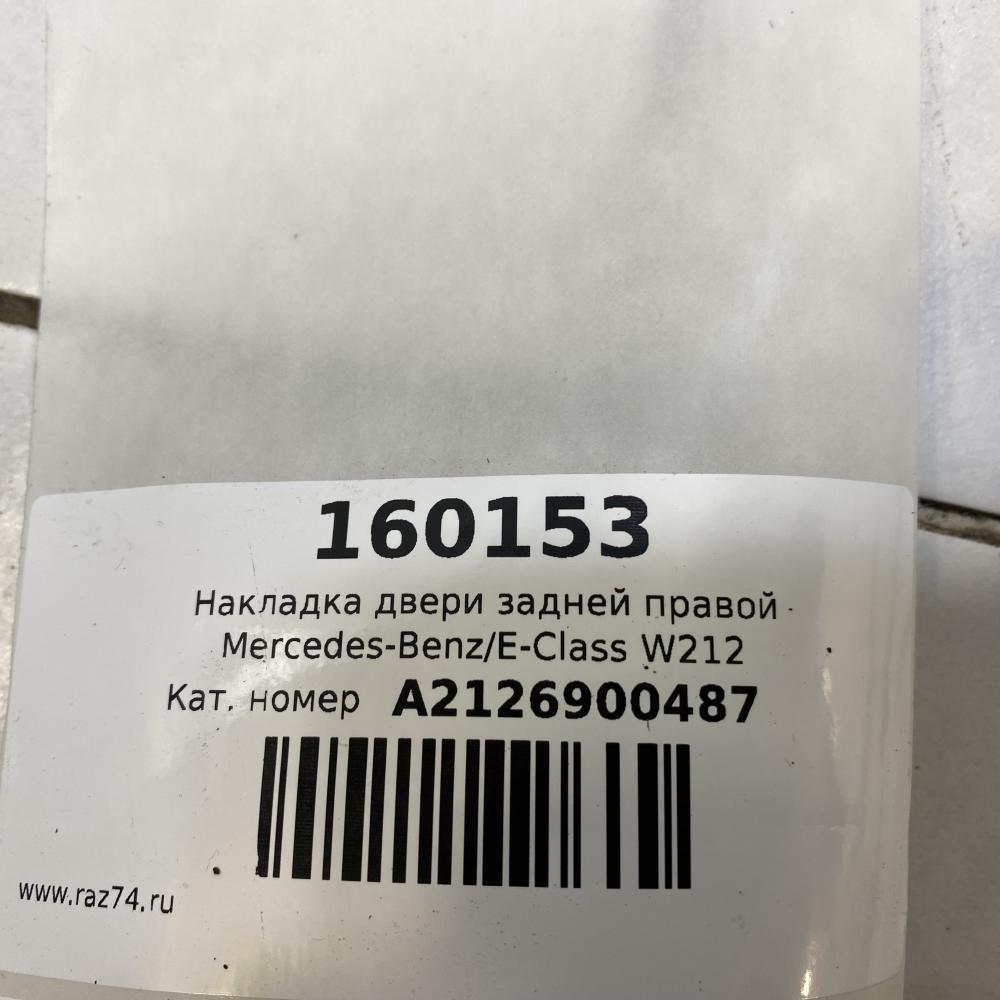 160153
Накладка двери задней правой
Mercedes-Benz/E-Class W212
Кат. номер A2126900487
www.raz74.ru